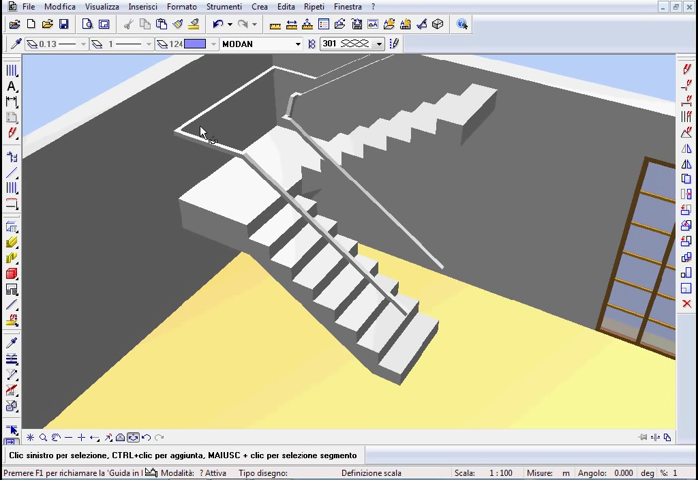 File Modifica Visualizza Inserisci Formato Strumenti Crea Edita Ripeti Finestra ?
0.13 1 124 MODAN 301
Clic sinistro per selezione, CTRL+clic per aggiunta, MAIUSC + clic per selezione segmento
Premere F1 per richiamare la 'Guida in l Modalità: ? Attiva Tipo disegno: Definizione scala Scala: 1 : 100 Misure: m Angolo: 0.000 deg % 1